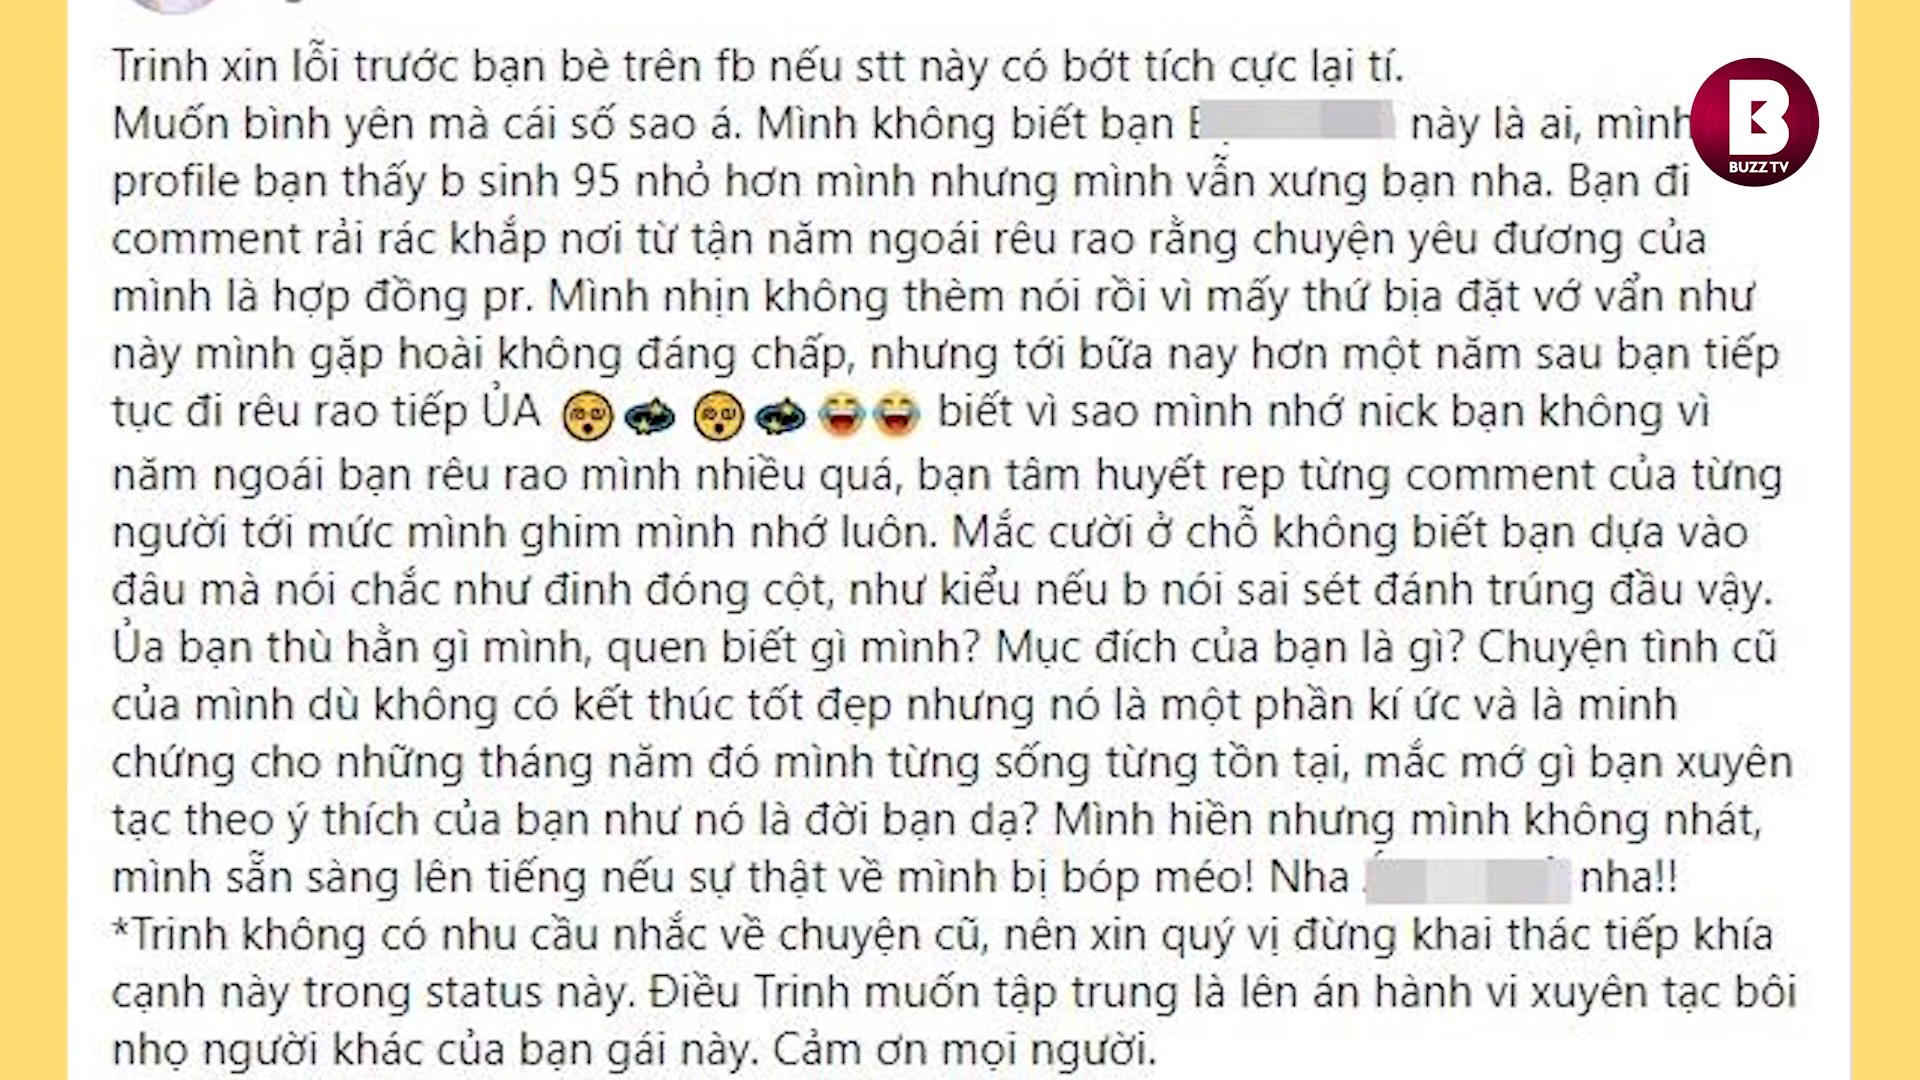 Trinh xin lỗi trước bạn bè trên fb nếu stt này có bớt tích cực lại tí.
Muốn bình yên mà cái số sao á. Mình không biết bạn này là ai, mình
profile bạn thấy b sinh 95 nhỏ hơn mình nhưng mình vẫn xưng bạn nha. Bạn đi
comment rải rác khắp nơi từ tận năm ngoái rêu rao rằng chuyện yêu đương của
mình là hợp đồng pr. Mình nhịn không thèm nói rồi vì mấy thứ bịa đặt vớ vẩn như
này mình gặp hoài không đáng chấp, nhưng tới bữa nay hơn một năm sau bạn tiếp
tục đi rêu rao tiếp ỦA 😵‍💫 😵‍💫 😂😂 biết vì sao mình nhớ nick bạn không vì
năm ngoái bạn rêu rao mình nhiều quá, bạn tâm huyết rep từng comment của từng
người tới mức mình ghim mình nhớ luôn. Mắc cười ở chỗ không biết bạn dựa vào
đâu mà nói chắc như đinh đóng cột, như kiểu nếu b nói sai sét đánh trúng đầu vậy.
Ủa bạn thù hằn gì mình, quen biết gì mình? Mục đích của bạn là gì? Chuyện tình cũ
của mình dù không có kết thúc tốt đẹp nhưng nó là một phần kí ức và là minh
chứng cho những tháng năm đó mình từng sống từng tồn tại, mắc mớ gì bạn xuyên
tạc theo ý thích của bạn như nó là đời bạn dạ? Mình hiền nhưng mình không nhát,
mình sẵn sàng lên tiếng nếu sự thật về mình bị bóp méo! Nha nha!!
*Trinh không có nhu cầu nhắc về chuyện cũ, nên xin quý vị đừng khai thác tiếp khía
cạnh này trong status này. Điều Trinh muốn tập trung là lên án hành vi xuyên tạc bôi
nhọ người khác của bạn gái này. Cảm ơn mọi người.
B
BUZZ TV